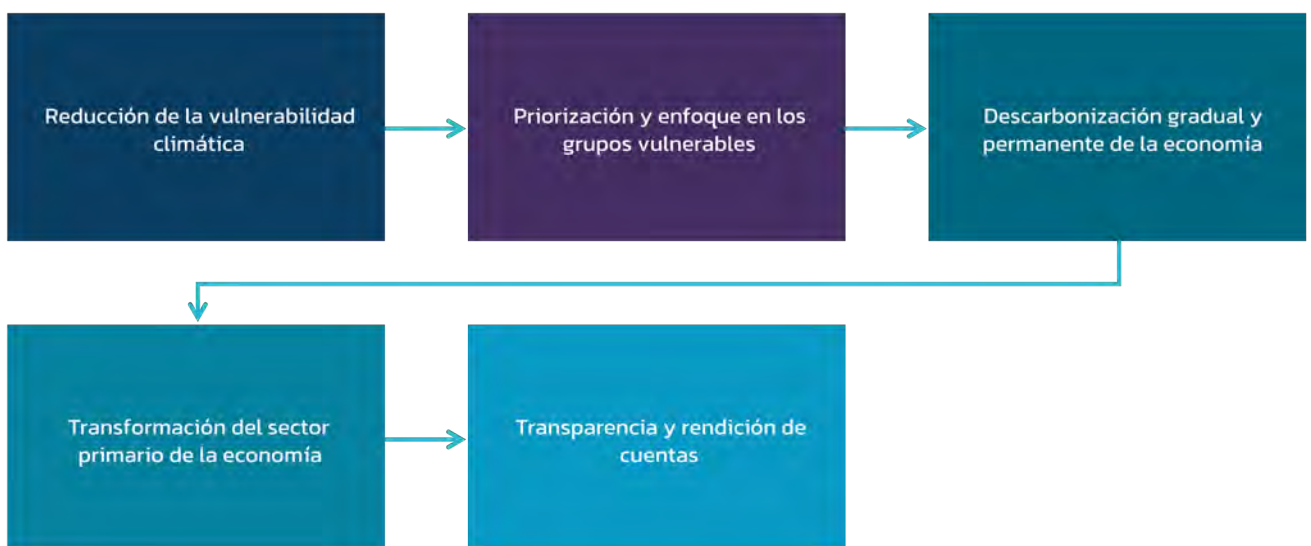 Reducción de la vulnerabilidad
climática
Priorización y enfoque en los
grupos vulnerables
Descarbonización gradual y
permanente de la economía
Transformación del sector
primario de la economía
Transparencia y rendición de
cuentas